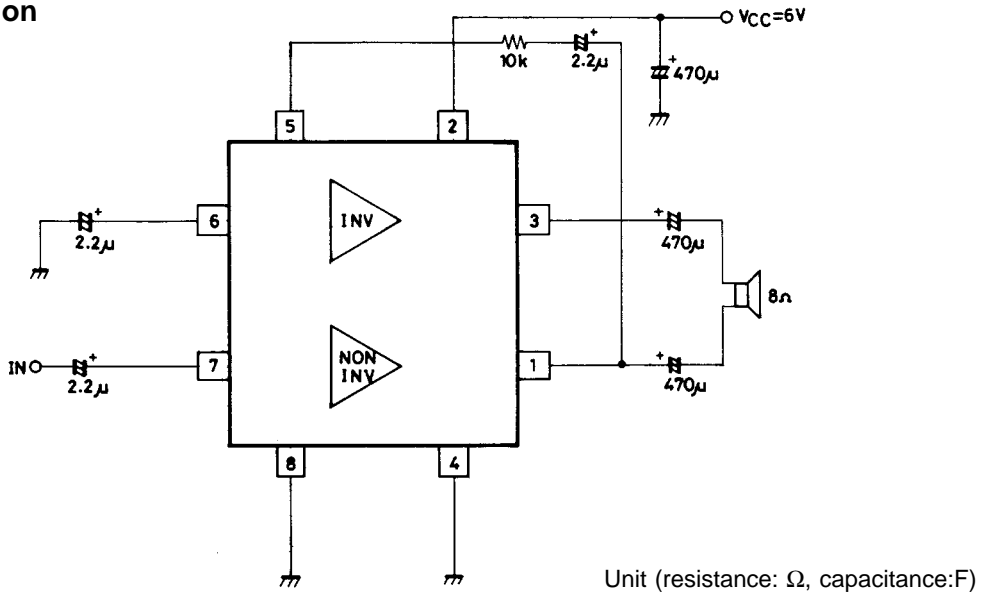 on
VCC=6V
10k
+
2.2µ
+
470µ
5
2
6
INV
3
+
2.2µ
+
470µ
8Ω
IN
+
2.2µ
7
NON
INV
1
+
470µ
8
4
Unit (resistance: Ω, capacitance:F)